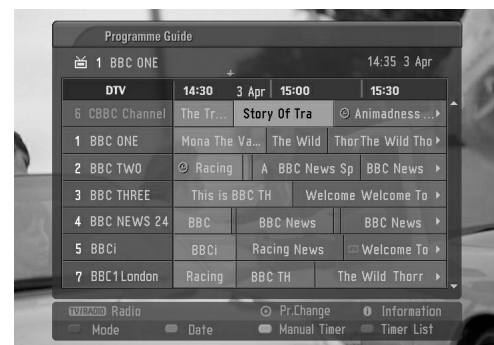 Programme Guide
1 BBC ONE 14:35 3 Apr
DTV 14:30 3 Apr 15:00 15:30
6 CBBC Channel The Tr... Story Of Tra Animadness ...
1 BBC ONE Mona The Va... The Wild ThorThe Wild Tho
2 BBC TWO Racing A BBC News Sp BBC News
3 BBC THREE This is BBC TH Welcome Welcome To
4 BBC NEWS 24 BBC BBC News BBC News
5 BBCi BBCi Racing News Welcome To
7 BBC1London Racing BBC TH The Wild Thorr
TV/RADIO Radio Pr.Change Information
Mode Date Manual Timer Timer List